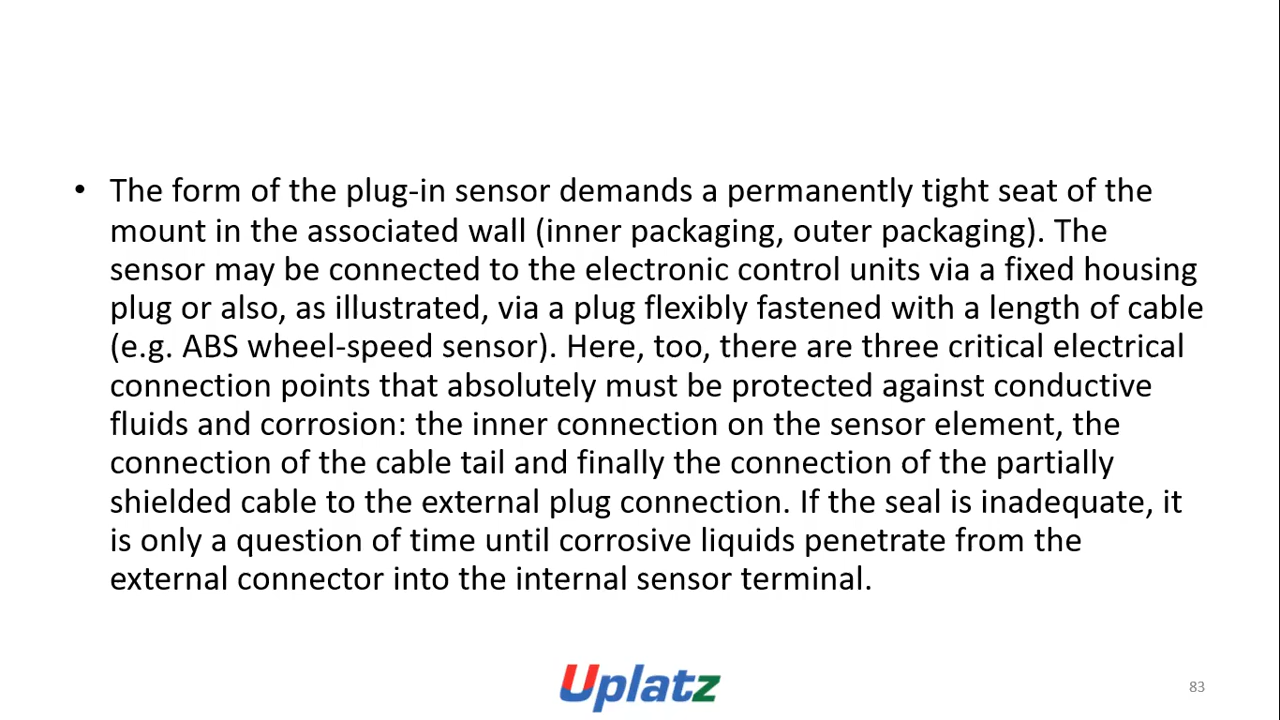 • The form of the plug-in sensor demands a permanently tight seat of the
mount in the associated wall (inner packaging, outer packaging). The
sensor may be connected to the electronic control units via a fixed housing
plug or also, as illustrated, via a plug flexibly fastened with a length of cable
(e.g. ABS wheel-speed sensor). Here, too, there are three critical electrical
connection points that absolutely must be protected against conductive
fluids and corrosion: the inner connection on the sensor element, the
connection of the cable tail and finally the connection of the partially
shielded cable to the external plug connection. If the seal is inadequate, it
is only a question of time until corrosive liquids penetrate from the
external connector into the internal sensor terminal.
Uplatz
83